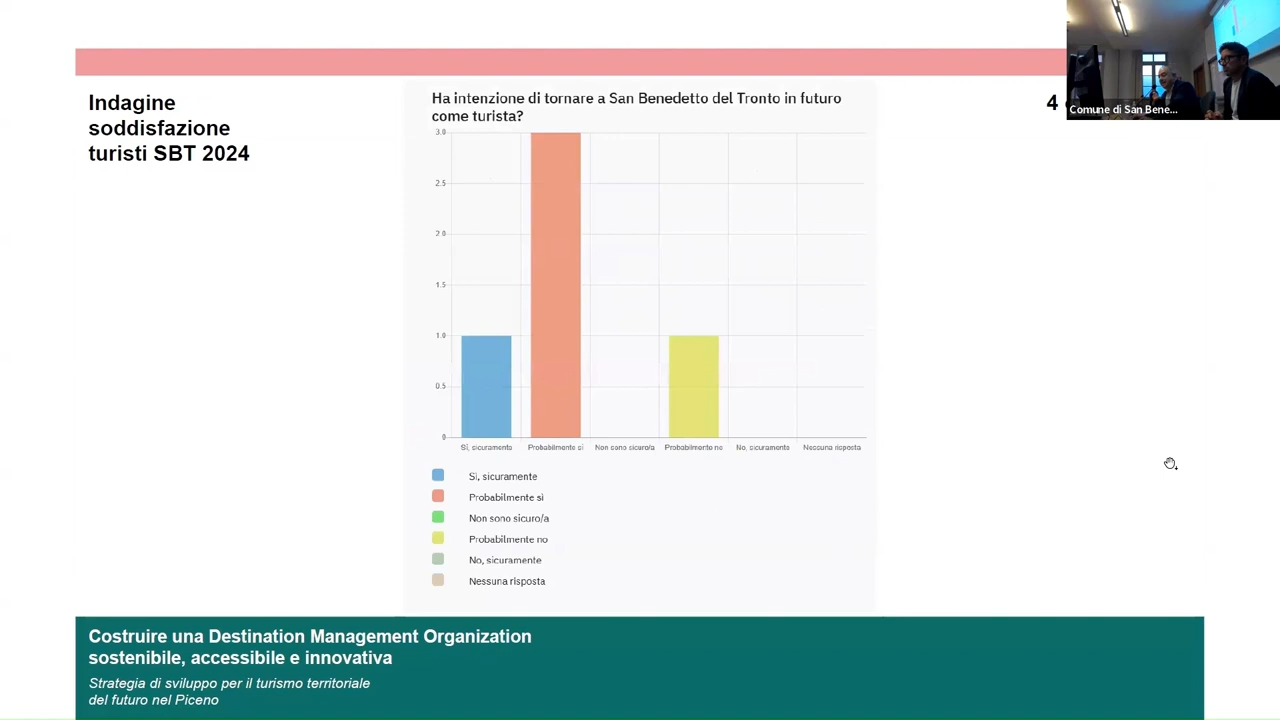 Indagine
soddisfazione
turisti SBT 2024
Ha intenzione di tornare a San Benedetto del Tronto in futuro
come turista?
4
Comune di San Bene...
3.0
2.5
2.0
1.5
1.0
0.5
0
Sì, sicuramente
Probabilmente sì
Non sono sicuro/a
Probabilmente no
No, sicuramente
Nessuna risposta
Sì, sicuramente
Probabilmente sì
Non sono sicuro/a
Probabilmente no
No, sicuramente
Nessuna risposta
Costruire una Destination Management Organization
sostenibile, accessibile e innovativa
Strategia di sviluppo per il turismo territoriale
del futuro nel Piceno